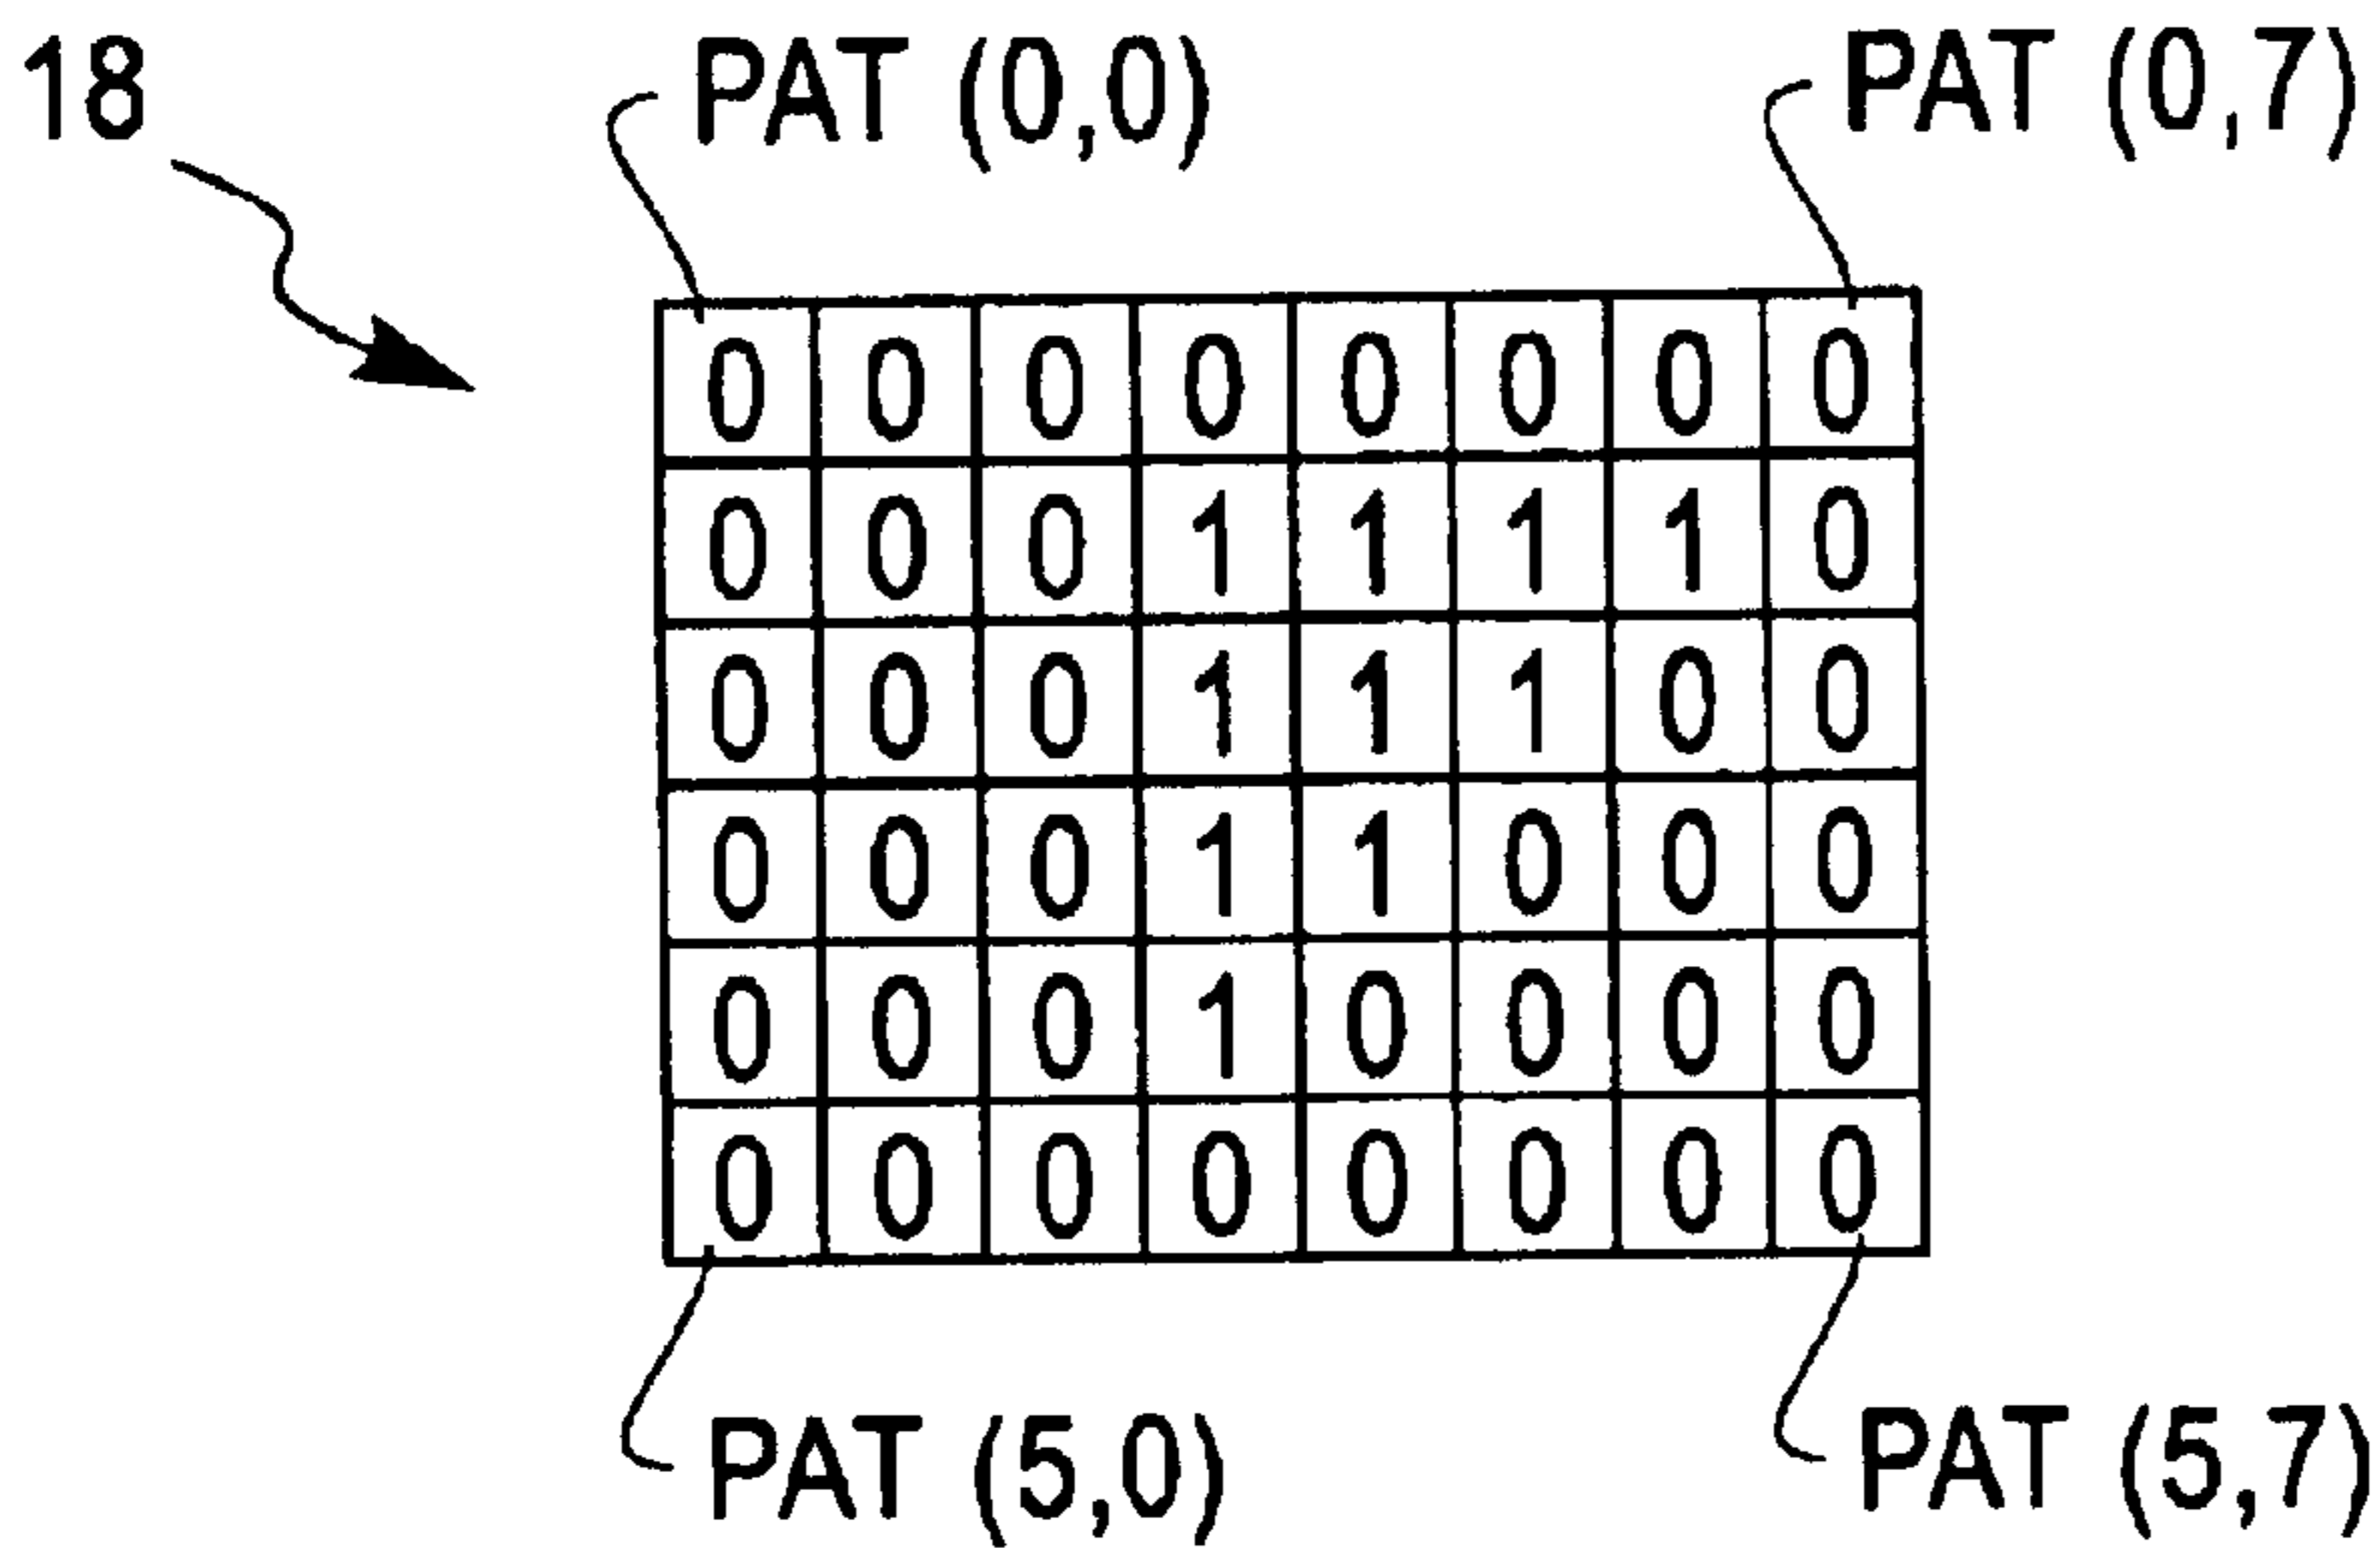 18 PAT (0,0) PAT (0,7)
0 0 0 0 0 0 0 0
0 0 0 1 1 1 1 0
0 0 0 1 1 1 0 0
0 0 0 1 1 0 0 0
0 0 0 1 0 0 0 0
0 0 0 0 0 0 0 0
PAT (5,0) PAT (5,7)